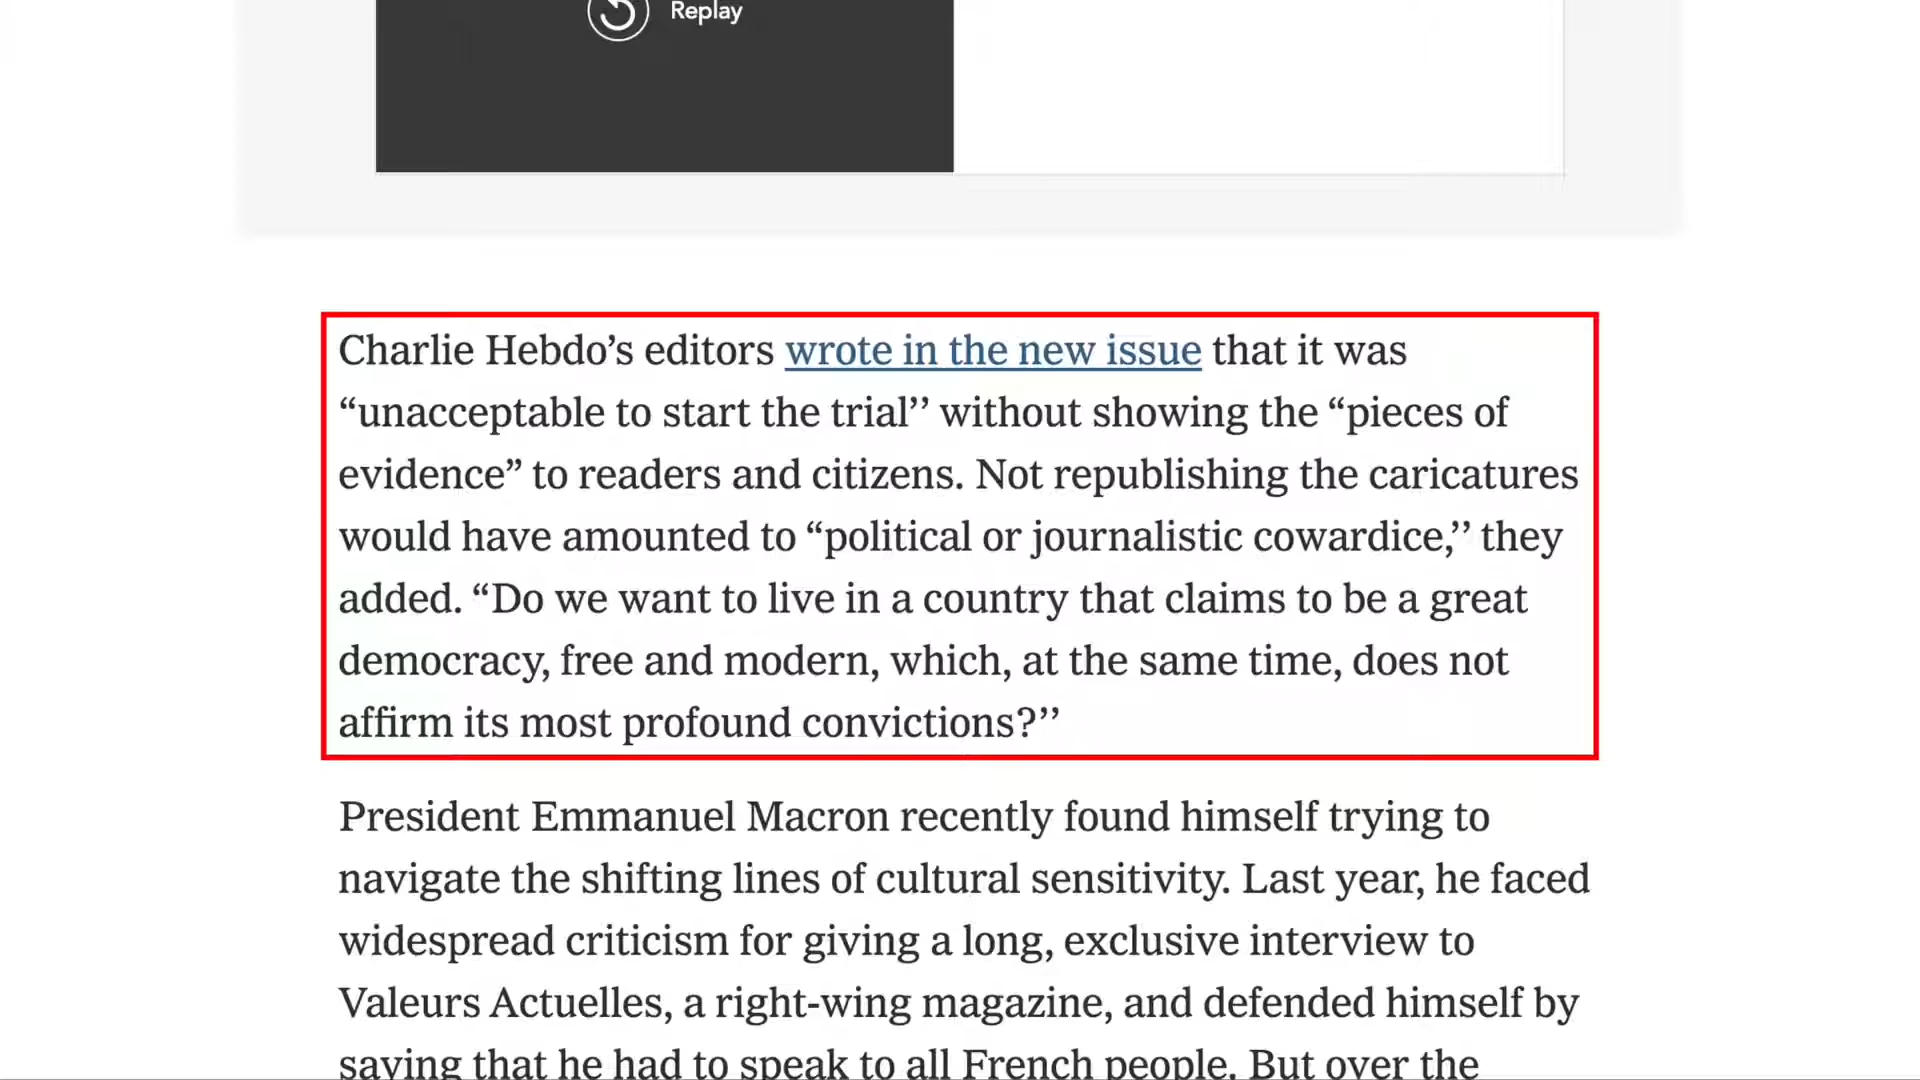 Replay
Charlie Hebdo’s editors wrote in the new issue that it was
“unacceptable to start the trial’’ without showing the “pieces of
evidence” to readers and citizens. Not republishing the caricatures
would have amounted to “political or journalistic cowardice,’’ they
added. “Do we want to live in a country that claims to be a great
democracy, free and modern, which, at the same time, does not
affirm its most profound convictions?’’
President Emmanuel Macron recently found himself trying to
navigate the shifting lines of cultural sensitivity. Last year, he faced
widespread criticism for giving a long, exclusive interview to
Valeurs Actuelles, a right-wing magazine, and defended himself by
saying that he had to speak to all French people. But over the